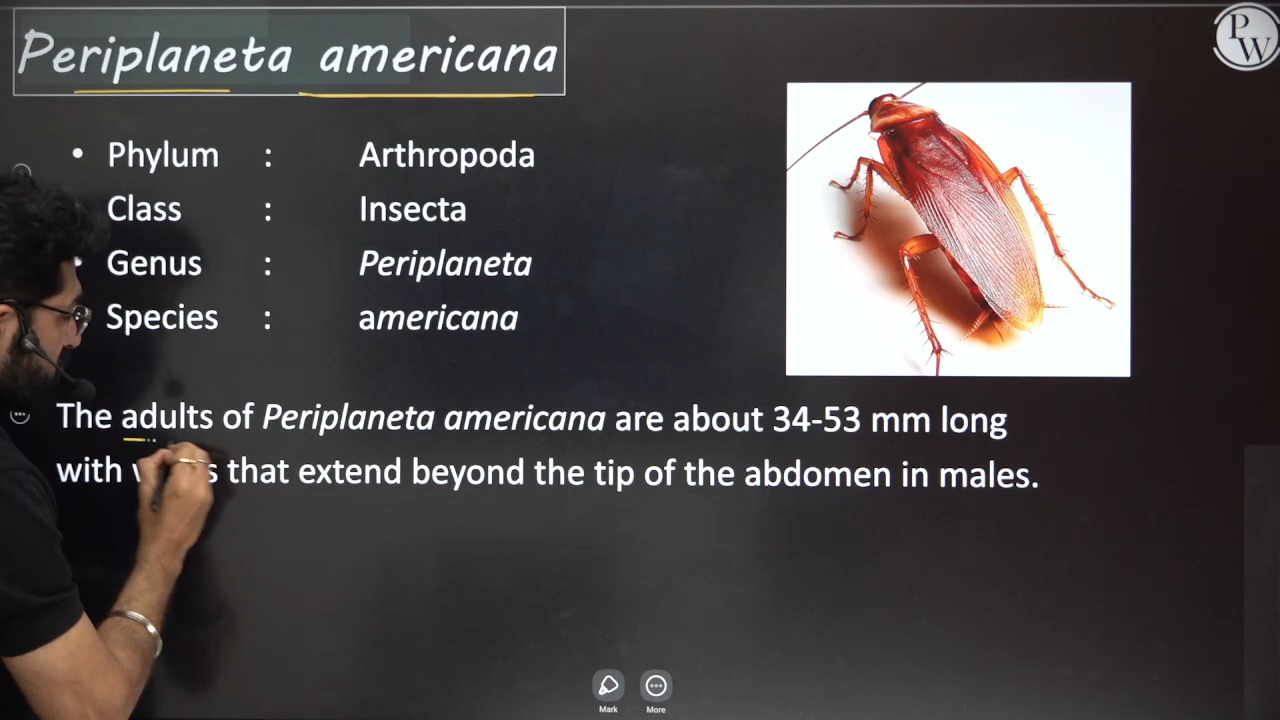 Periplaneta americana
PW
• Phylum : Arthropoda
Class : Insecta
Genus : Periplaneta
Species : americana
The adults of Periplaneta americana are about 34-53 mm long
with that extend beyond the tip of the abdomen in males.
Mark
More